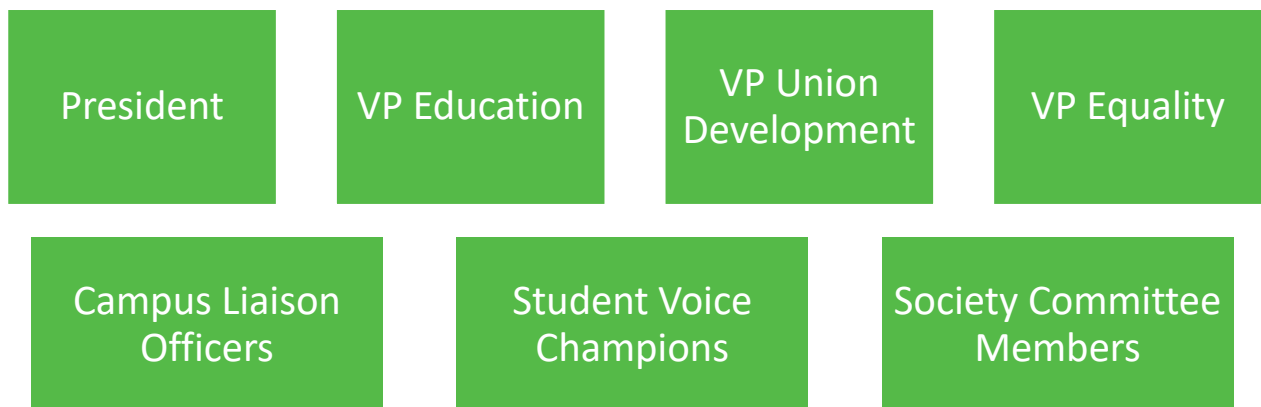 President
VP Education
VP Union
Development
VP Equality
Campus Liaison
Officers
Student Voice
Champions
Society Committee
Members